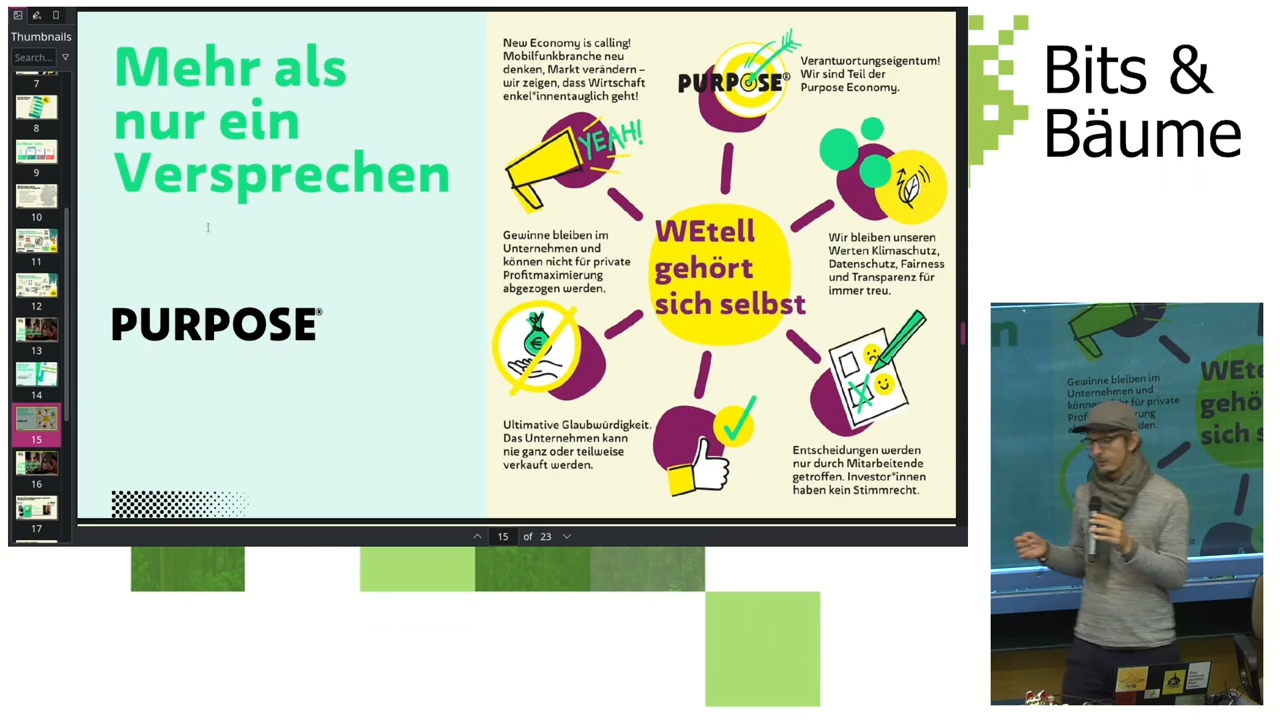 Thumbnails
Search...
7
8
9
10
11
12
13
14
15
16
17
Mehr als
nur ein
Versprechen
PURPOSE®
New Economy is calling!
Mobilfunkbranche neu
denken, Markt verändern –
wir zeigen, dass Wirtschaft
enkel*innentauglich geht!
YEAH!
PURPOSE®
Verantwortungseigentum!
Wir sind Teil der
Purpose Economy.
WEtell
gehört
sich selbst
Gewinne bleiben im
Unternehmen und
können nicht für private
Profitmaximierung
abgezogen werden.
€
Wir bleiben unseren
Werten Klimaschutz,
Datenschutz, Fairness
und Transparenz für
immer treu.
Ultimative Glaubwürdigkeit.
Das Unternehmen kann
nie ganz oder teilweise
verkauft werden.
Entscheidungen werden
nur durch Mitarbeitende
getroffen. Investor*innen
haben kein Stimmrecht.
15 of 23
Bits &
Bäume
Gewinne bleiben im